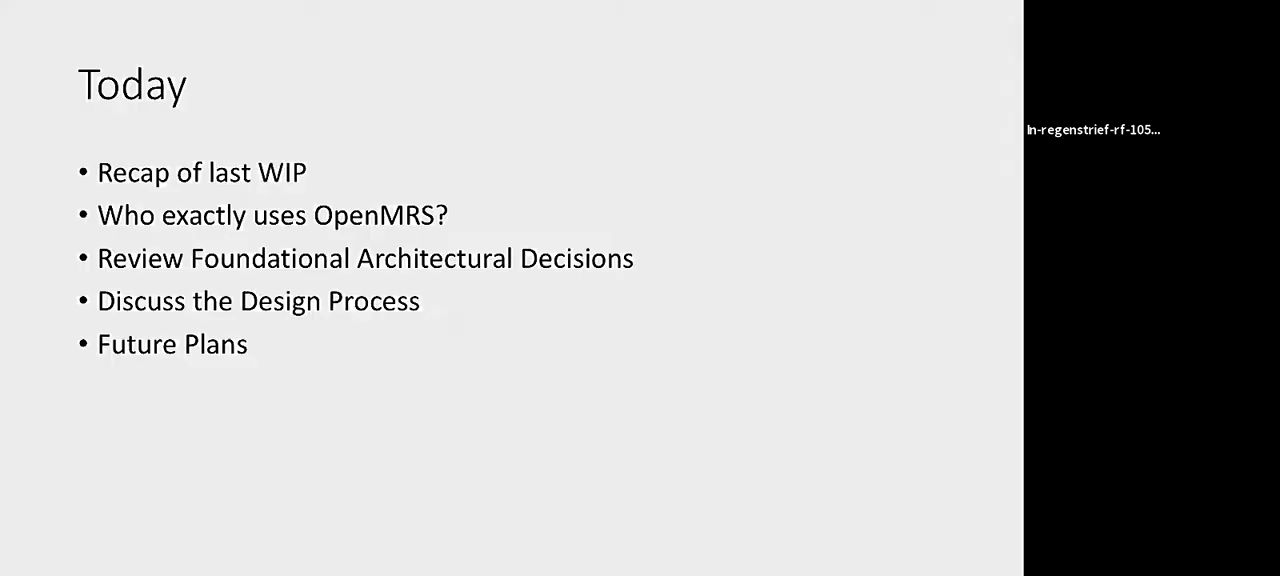 Today
• Recap of last WIP
• Who exactly uses OpenMRS?
• Review Foundational Architectural Decisions
• Discuss the Design Process
• Future Plans
In-regenstrief-rf-105...